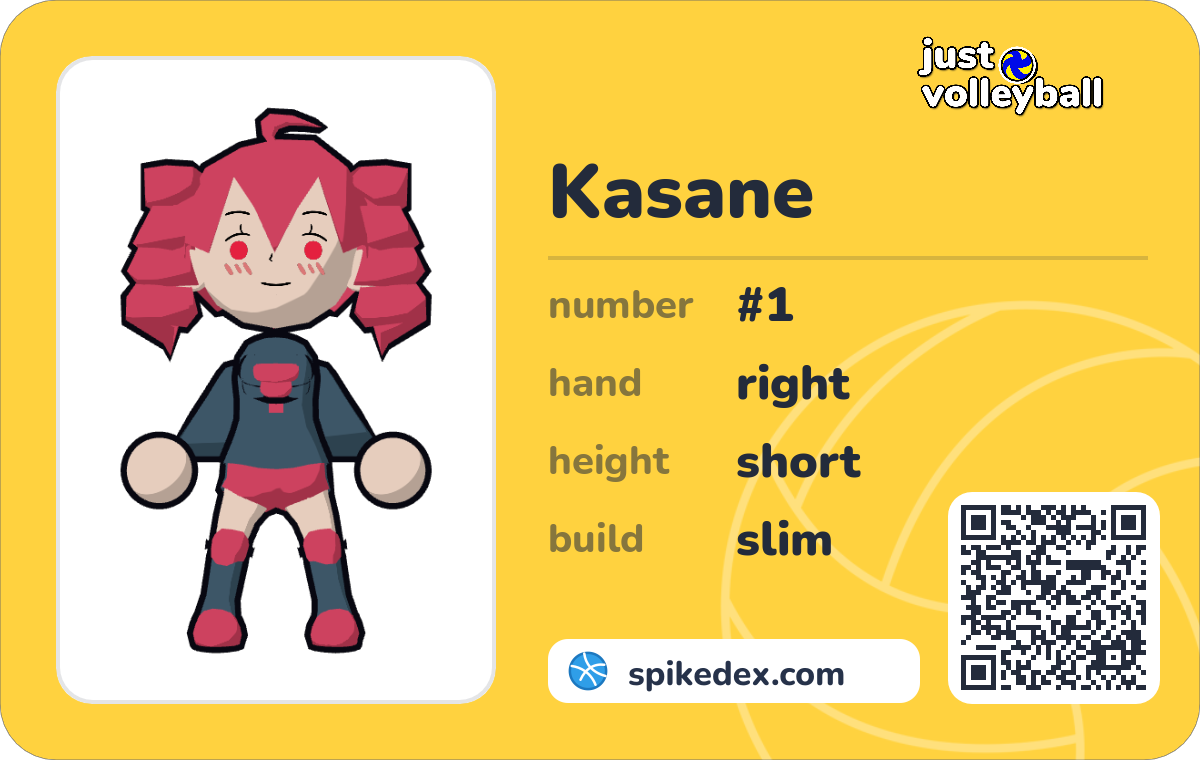 just
volleyball
Kasane
number #1
hand right
height short
build slim
spikedex.com